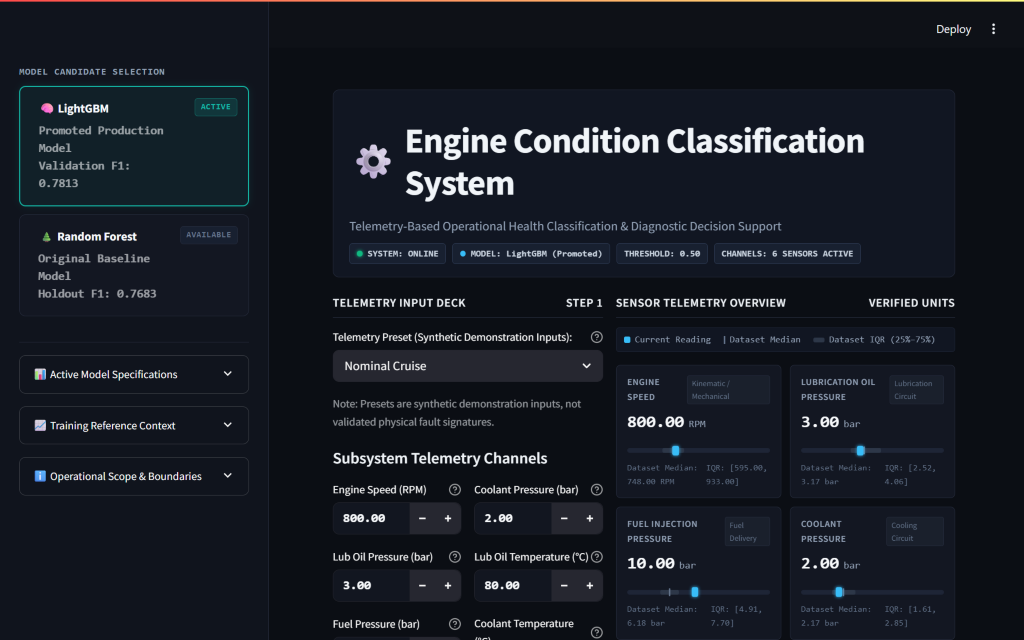 Deploy
MODEL CANDIDATE SELECTION
LightGBM
ACTIVE
Promoted Production
Model
Validation F1:
0.7813
Random Forest
AVAILABLE
Original Baseline
Model
Holdout F1: 0.7683
Active Model Specifications
Training Reference Context
Operational Scope & Boundaries
Engine Condition Classification
System
Telemetry-Based Operational Health Classification & Diagnostic Decision Support
SYSTEM: ONLINE
MODEL: LightGBM (Promoted)
THRESHOLD: 0.50
CHANNELS: 6 SENSORS ACTIVE
TELEMETRY INPUT DECK
STEP 1
Telemetry Preset (Synthetic Demonstration Inputs):
Nominal Cruise
Note: Presets are synthetic demonstration inputs, not
validated physical fault signatures.
Subsystem Telemetry Channels
Engine Speed (RPM)
800.00
Coolant Pressure (bar)
2.00
Lub Oil Pressure (bar)
3.00
Lub Oil Temperature (°C)
80.00
Fuel Pressure (bar)
Coolant Temperature
(°C)
SENSOR TELEMETRY OVERVIEW
VERIFIED UNITS
Current Reading
| Dataset Median
Dataset IQR (25%–75%)
ENGINE
SPEED
Kinematic /
Mechanical
800.00 RPM
Dataset Median:
748.00 RPM
IQR: [595.00,
933.00]
LUBRICATION OIL
PRESSURE
Lubrication
Circuit
3.00 bar
Dataset Median:
3.17 bar
IQR: [2.52,
4.06]
FUEL INJECTION
PRESSURE
Fuel
Delivery
10.00 bar
Dataset Median:
6.18 bar
IQR: [4.91,
7.70]
COOLANT
PRESSURE
Cooling
Circuit
2.00 bar
Dataset Median:
2.17 bar
IQR: [1.61,
2.85]